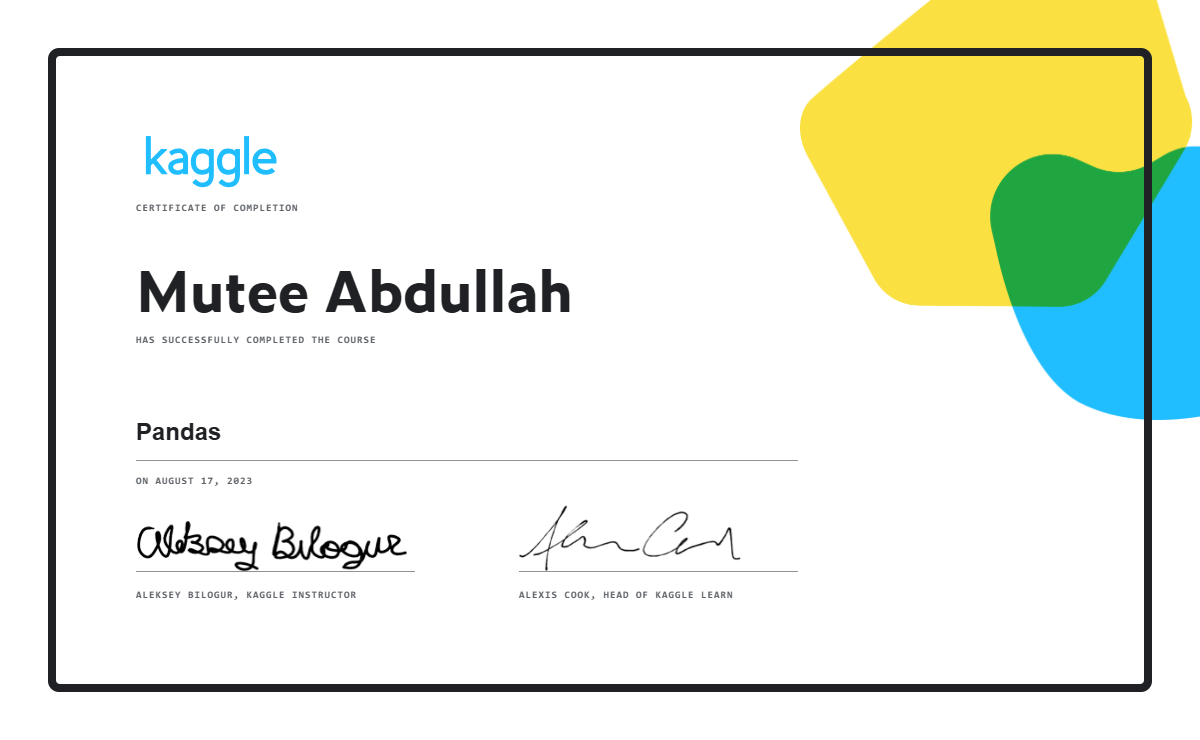 kaggle
CERTIFICATE OF COMPLETION
Mutee Abdullah
HAS SUCCESSFULLY COMPLETED THE COURSE
Pandas
ON AUGUST 17, 2023
Aleksey Bilogur
Alexis Cook
ALEKSEY BILOGUR, KAGGLE INSTRUCTOR
ALEXIS COOK, HEAD OF KAGGLE LEARN